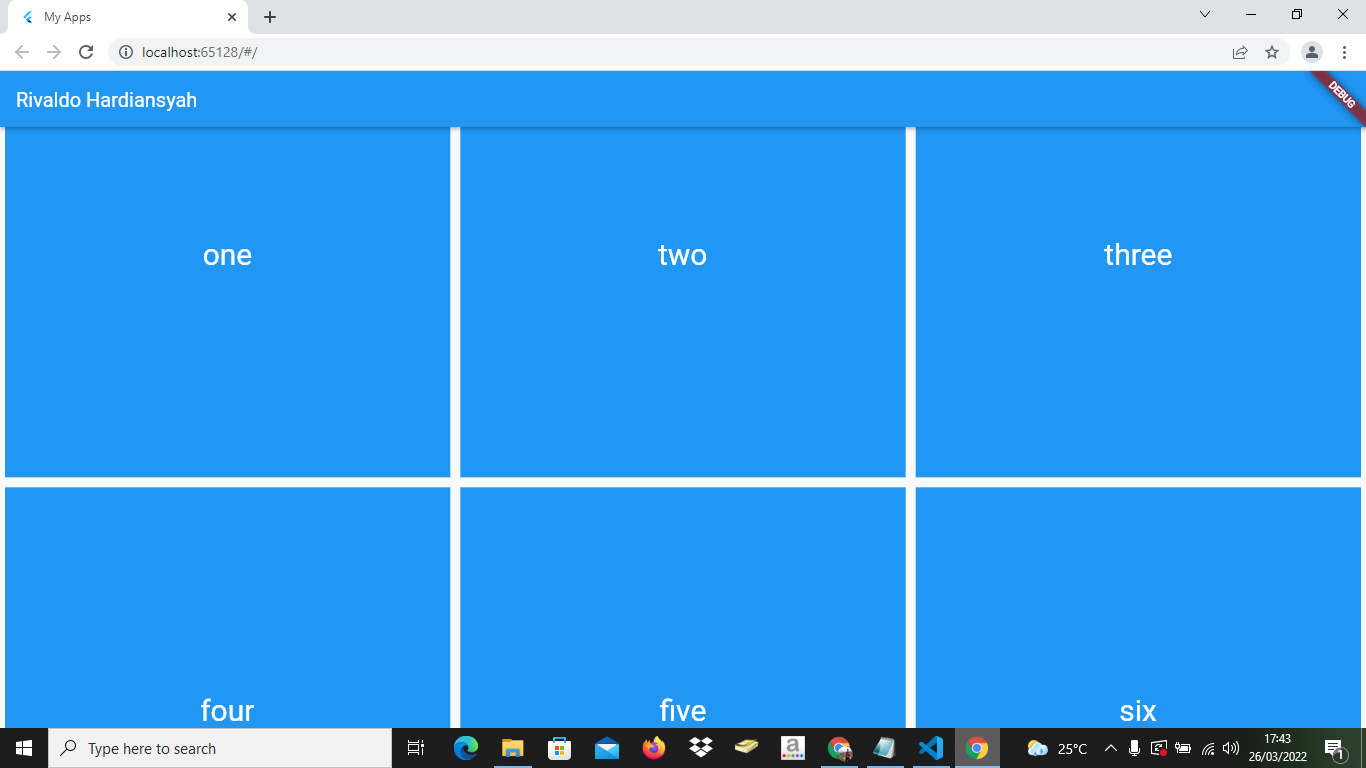 My Apps
localhost:65128/#/
Rivaldo Hardiansyah
DEBUG
one two three
four five six
Type here to search
25°C
17:43
26/03/2022
1